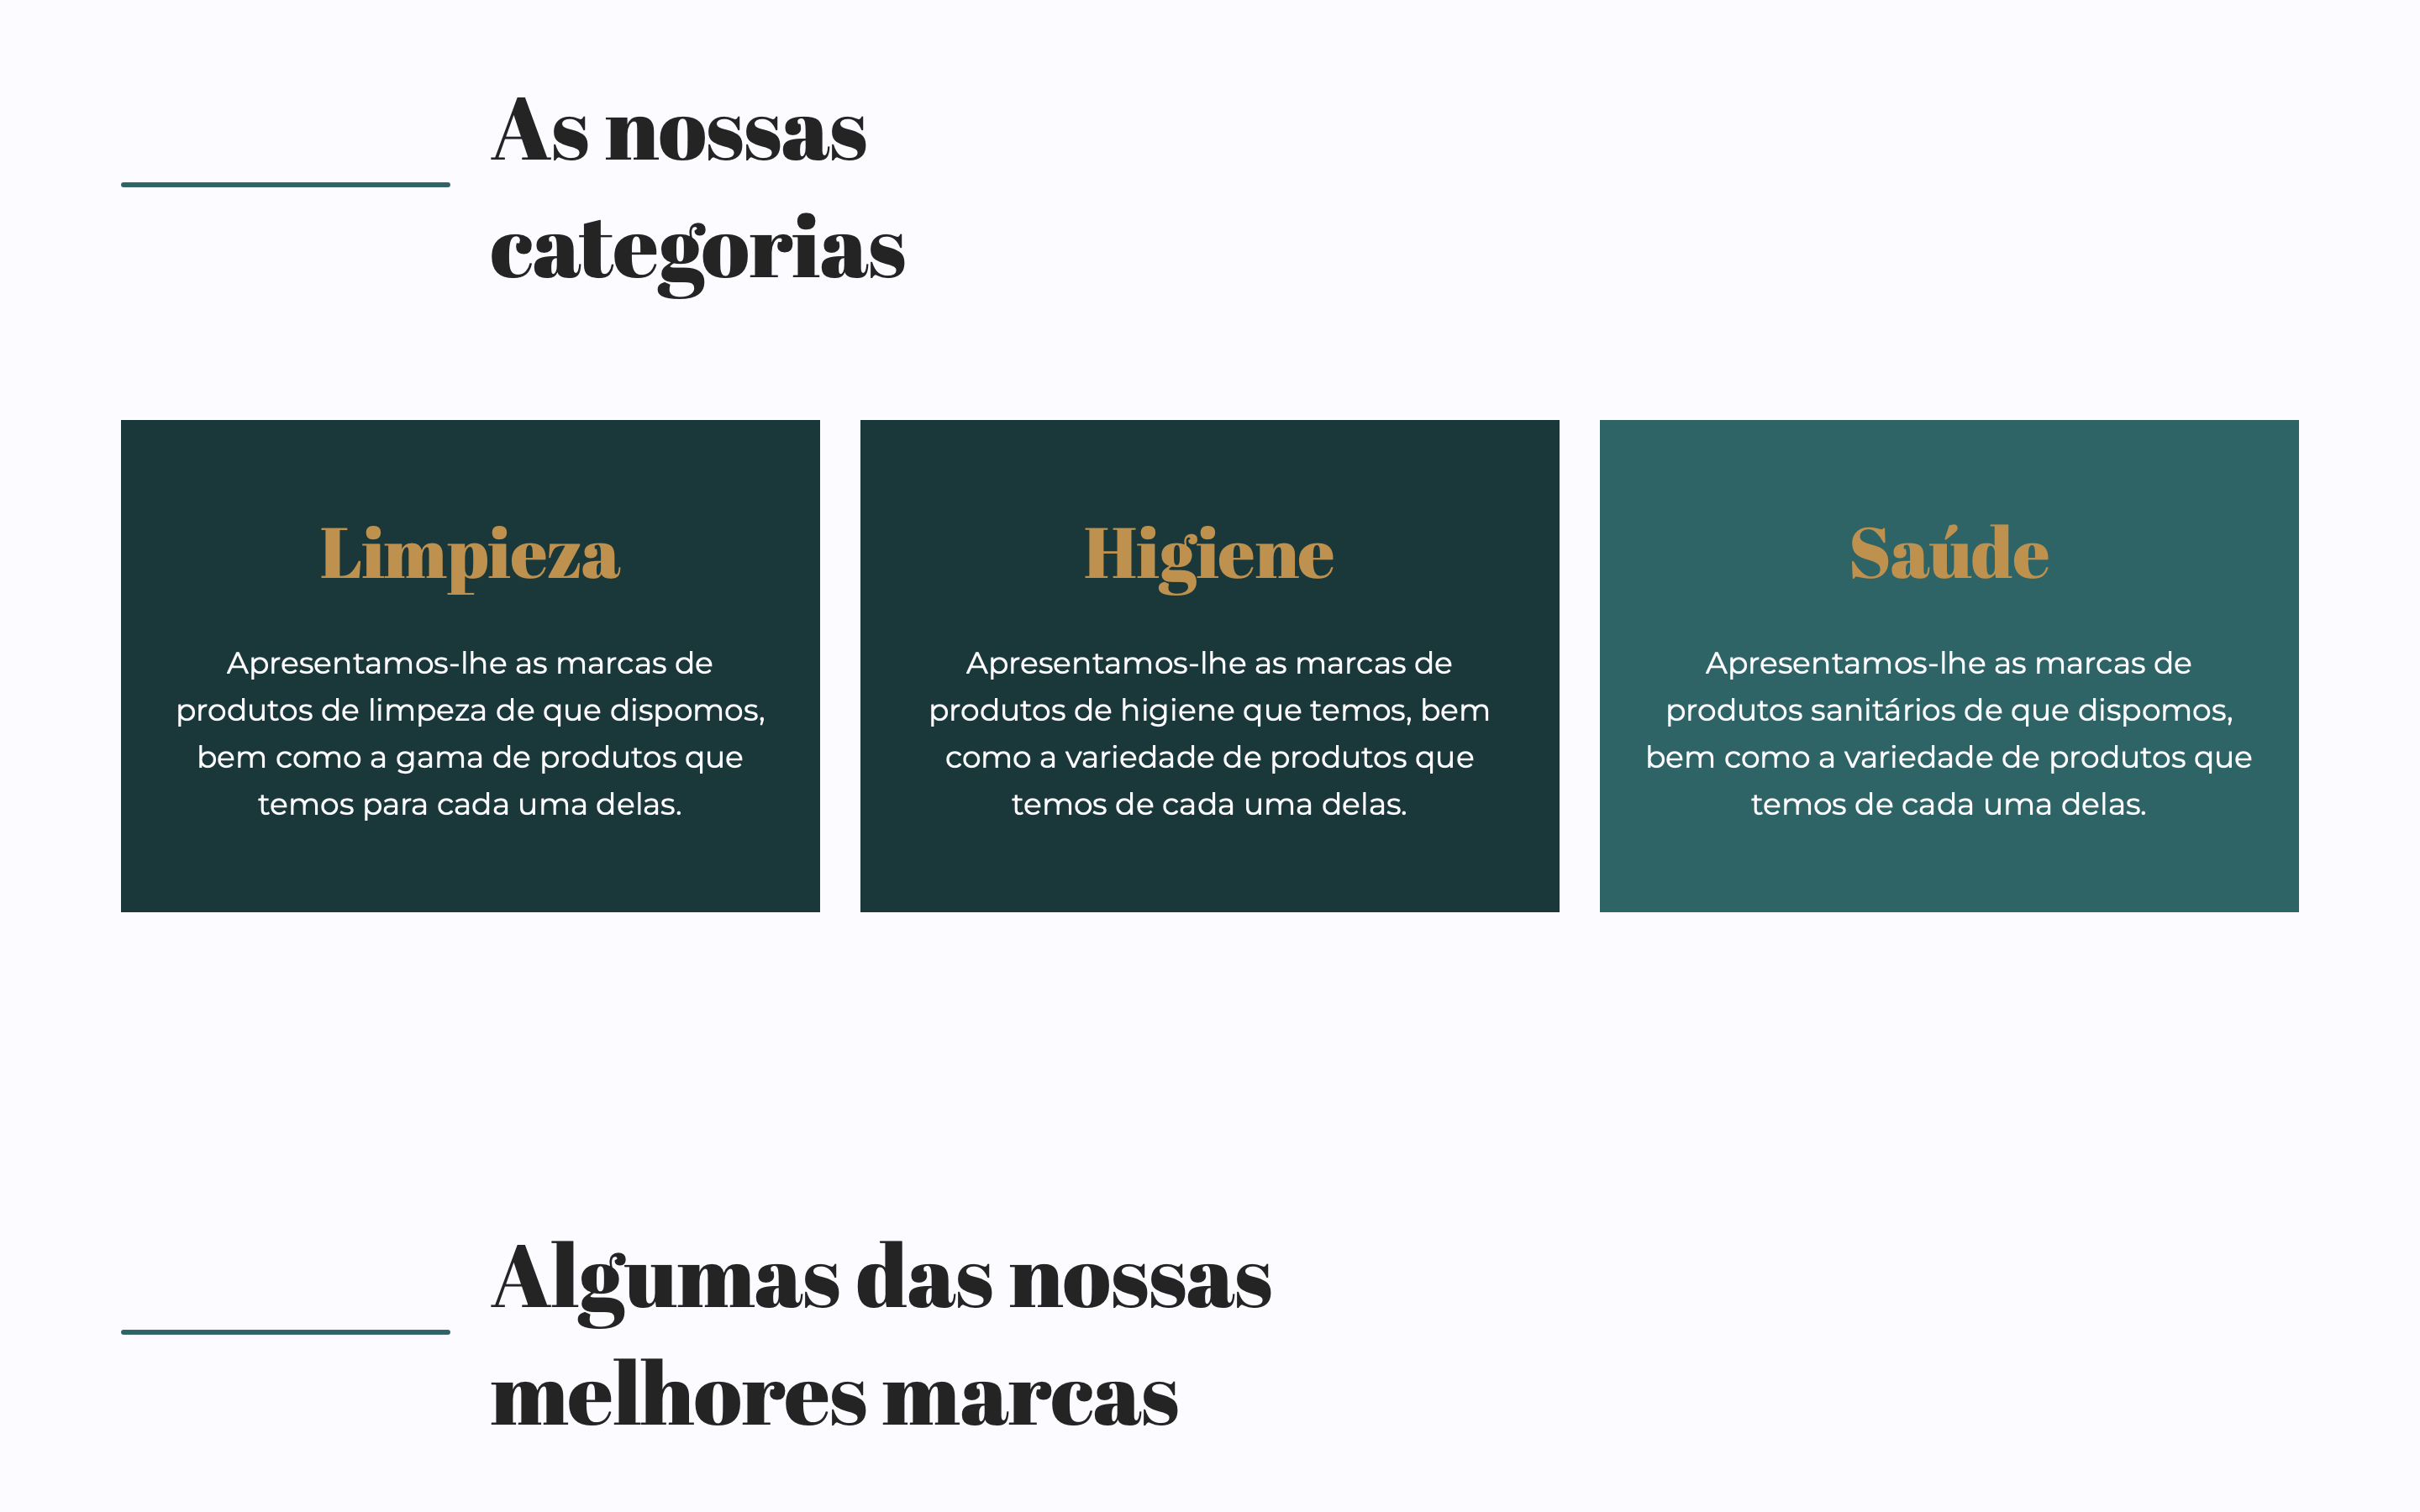 As nossas
categorias
Limpieza
Apresentamos-lhe as marcas de
produtos de limpeza de que dispomos,
bem como a gama de produtos que
temos para cada uma delas.
Higiene
Apresentamos-lhe as marcas de
produtos de higiene que temos, bem
como a variedade de produtos que
temos de cada uma delas.
Saúde
Apresentamos-lhe as marcas de
produtos sanitários de que dispomos,
bem como a variedade de produtos que
temos de cada uma delas.
Algumas das nossas
melhores marcas